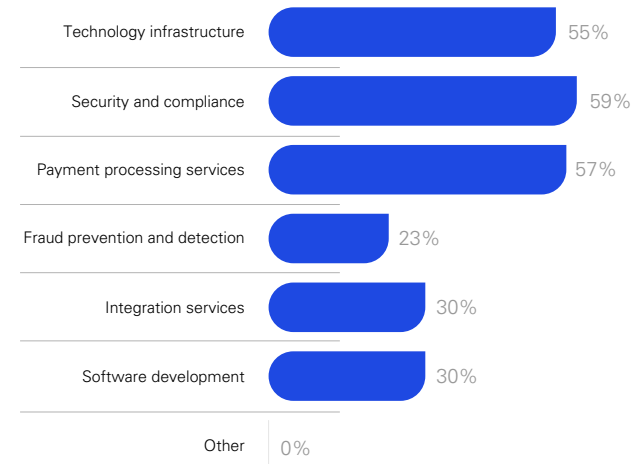 Technology infrastructure 55%
Security and compliance 59%
Payment processing services 57%
Fraud prevention and detection 23%
Integration services 30%
Software development 30%
Other 0%